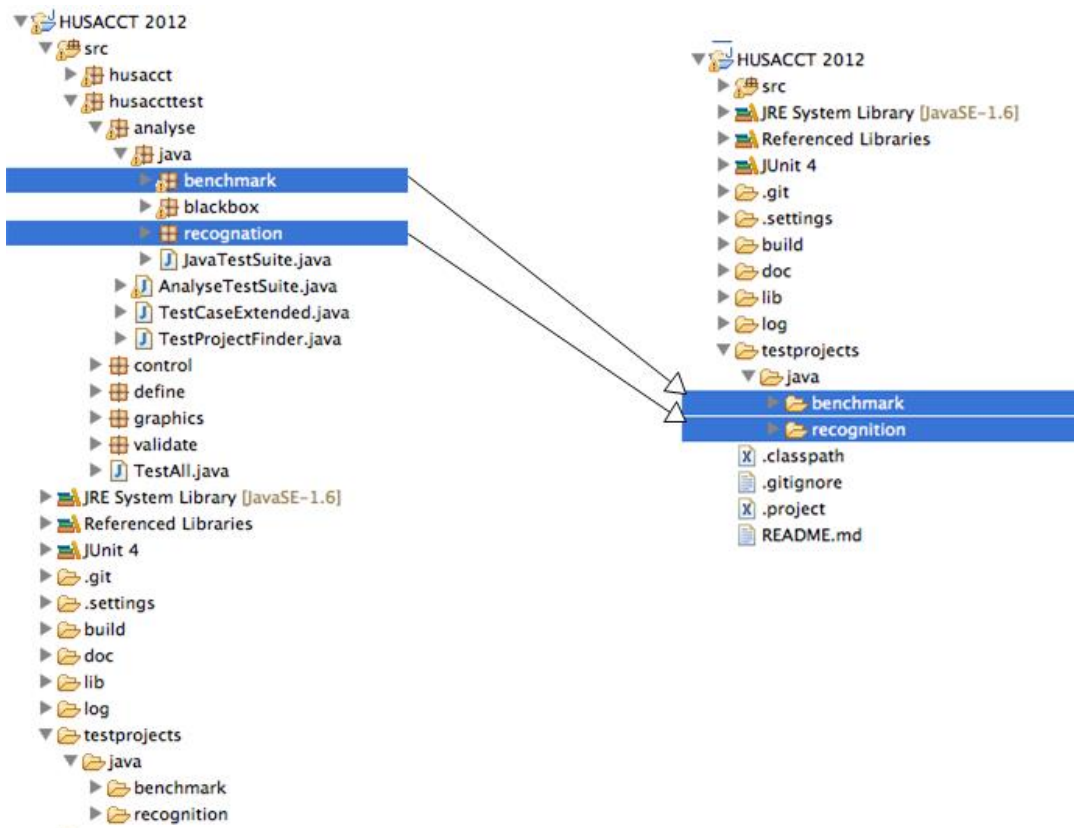 HUSACCT 2012
src
husacct
husaccttest
analyse
java
benchmark
blackbox
recognation
JavaTestSuite.java
AnalyseTestSuite.java
TestCaseExtended.java
TestProjectFinder.java
control
define
graphics
validate
TestAll.java
JRE System Library [JavaSE-1.6]
Referenced Libraries
JUnit 4
.git
.settings
build
doc
lib
log
testprojects
java
benchmark
recognition
HUSACCT 2012
src
JRE System Library [JavaSE-1.6]
Referenced Libraries
JUnit 4
.git
.settings
build
doc
lib
log
testprojects
java
benchmark
recognition
.classpath
.gitignore
.project
README.md